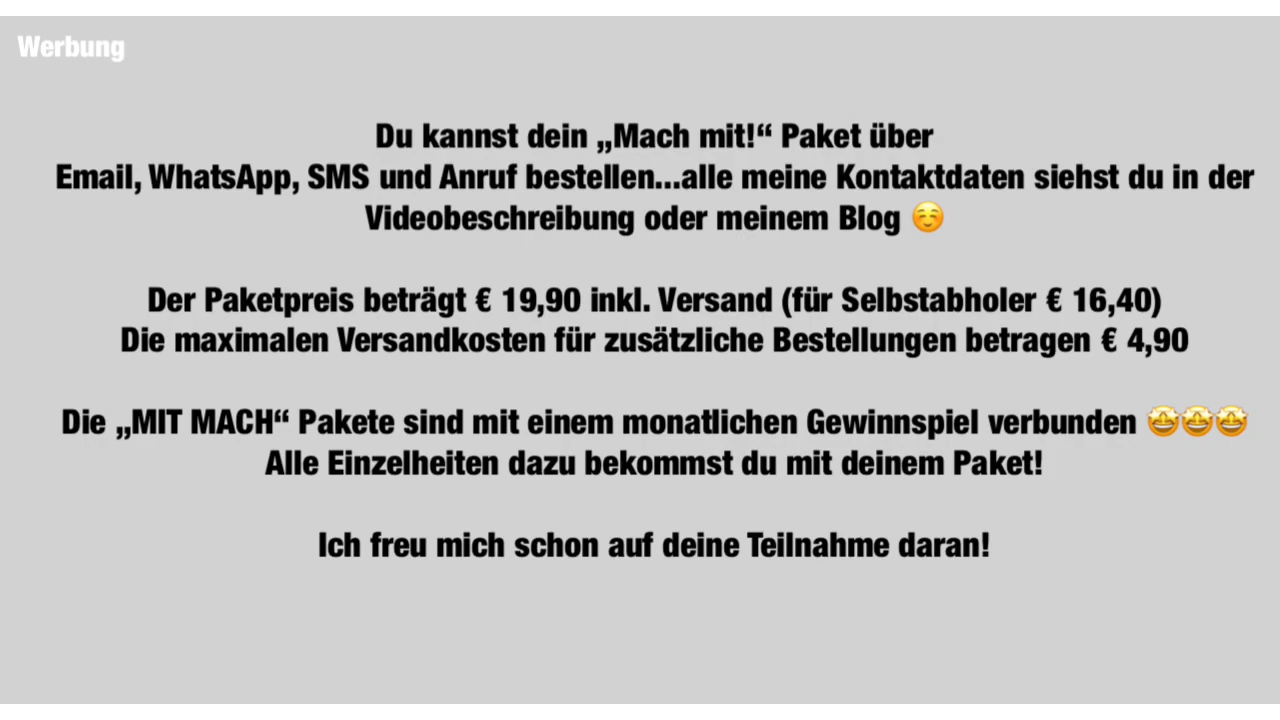 Werbung
Du kannst dein „Mach mit!“ Paket über
Email, WhatsApp, SMS und Anruf bestellen...alle meine Kontaktdaten siehst du in der
Videobeschreibung oder meinem Blog ☺️
Der Paketpreis beträgt € 19,90 inkl. Versand (für Selbstabholer € 16,40)
Die maximalen Versandkosten für zusätzliche Bestellungen betragen € 4,90
Die „MIT MACH“ Pakete sind mit einem monatlichen Gewinnspiel verbunden 🤩🤩🤩
Alle Einzelheiten dazu bekommst du mit deinem Paket!
Ich freu mich schon auf deine Teilnahme daran!